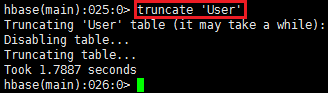 hbase(main):025:0> truncate 'User'
Truncating 'User' table (it may take a while):
Disabling table...
Truncating table...
Took 1.7887 seconds
hbase(main):026:0>